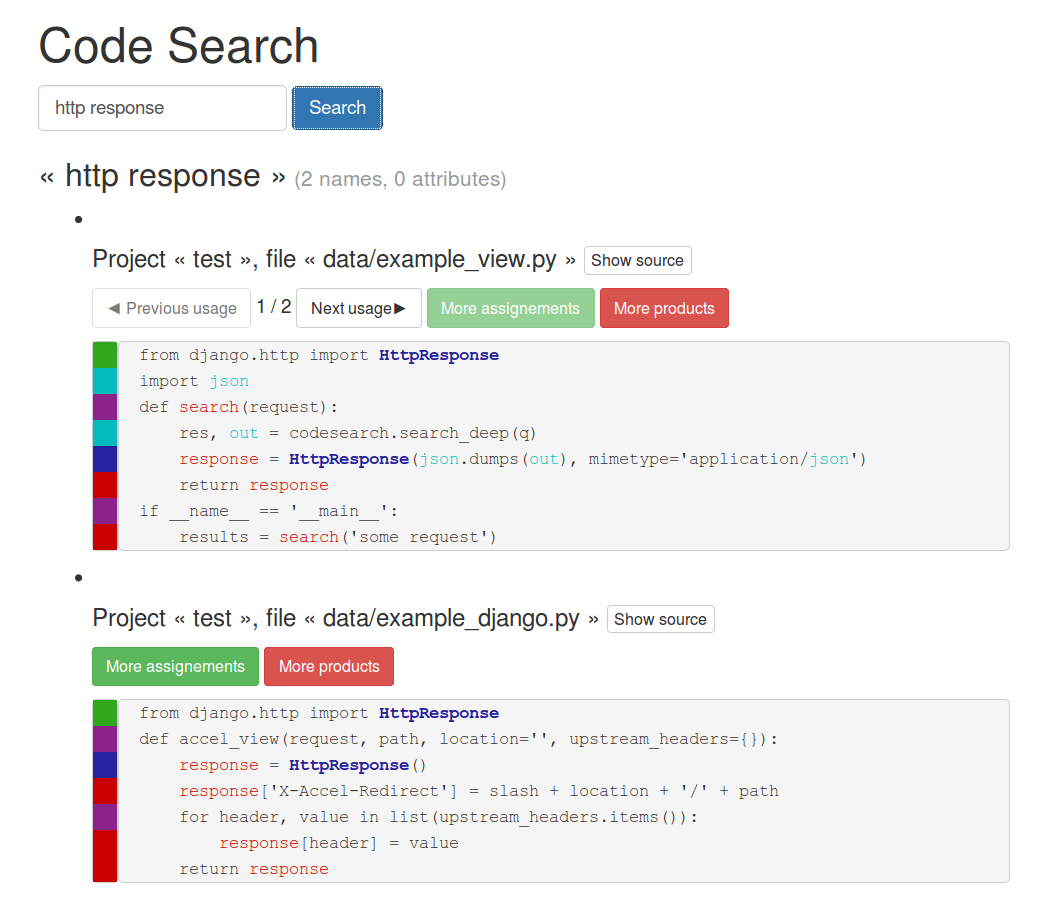 Code Search
http response Search
« http response » (2 names, 0 attributes)
Project « test », file « data/example_view.py » Show source
◀ Previous usage 1 / 2 Next usage▶ More assignements More products
from django.http import HttpResponse
import json
def search(request):
    res, out = codesearch.search_deep(q)
    response = HttpResponse(json.dumps(out), mimetype='application/json')
    return response
if __name__ == '__main__':
    results = search('some request')
Project « test », file « data/example_django.py » Show source
More assignements More products
from django.http import HttpResponse
def accel_view(request, path, location='', upstream_headers={}):
    response = HttpResponse()
    response['X-Accel-Redirect'] = slash + location + '/' + path
    for header, value in list(upstream_headers.items()):
        response[header] = value
    return response